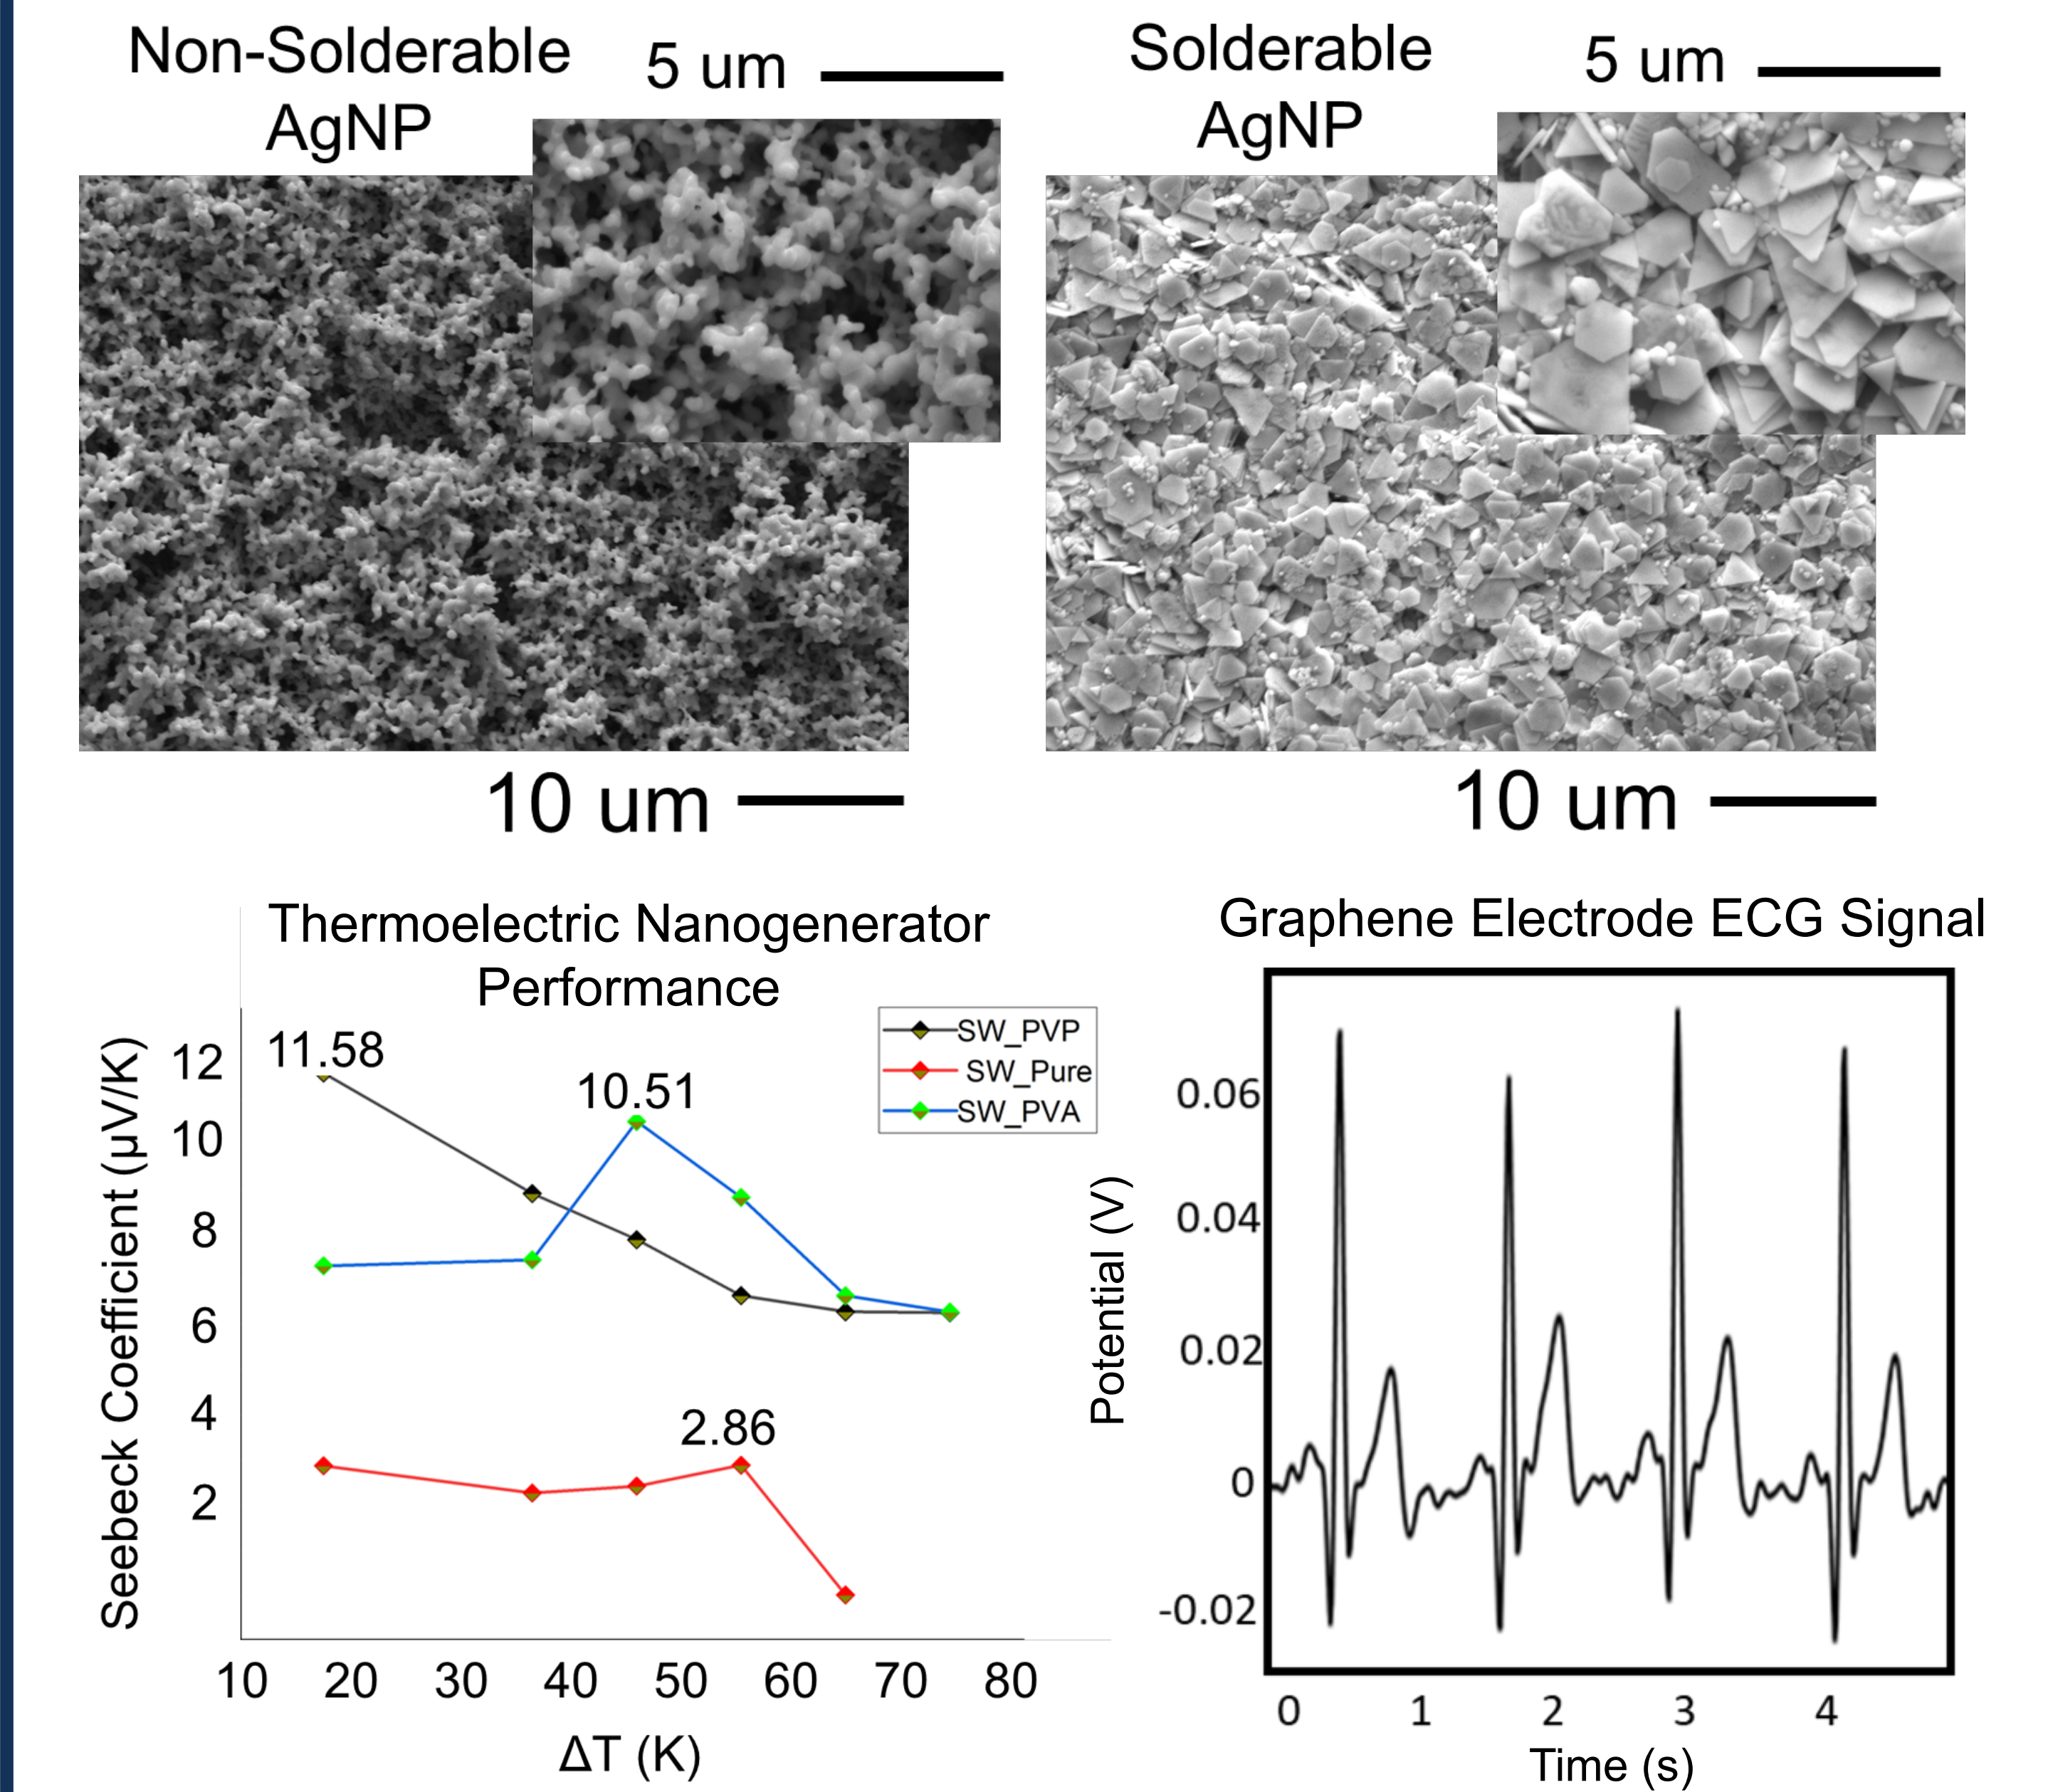 Non-Solderable
AgNP
5 um
Solderable
AgNP
5 um
10 um
10 um
Thermoelectric Nanogenerator
Performance
SW_PVP
SW_Pure
SW_PVA
11.58
10.51
2.86
Seebeck Coefficient (µV/K)
12
10
8
6
4
2
10 20 30 40 50 60 70 80
ΔT (K)
Graphene Electrode ECG Signal
Potential (V)
0.06
0.04
0.02
0
-0.02
0 1 2 3 4
Time (s)